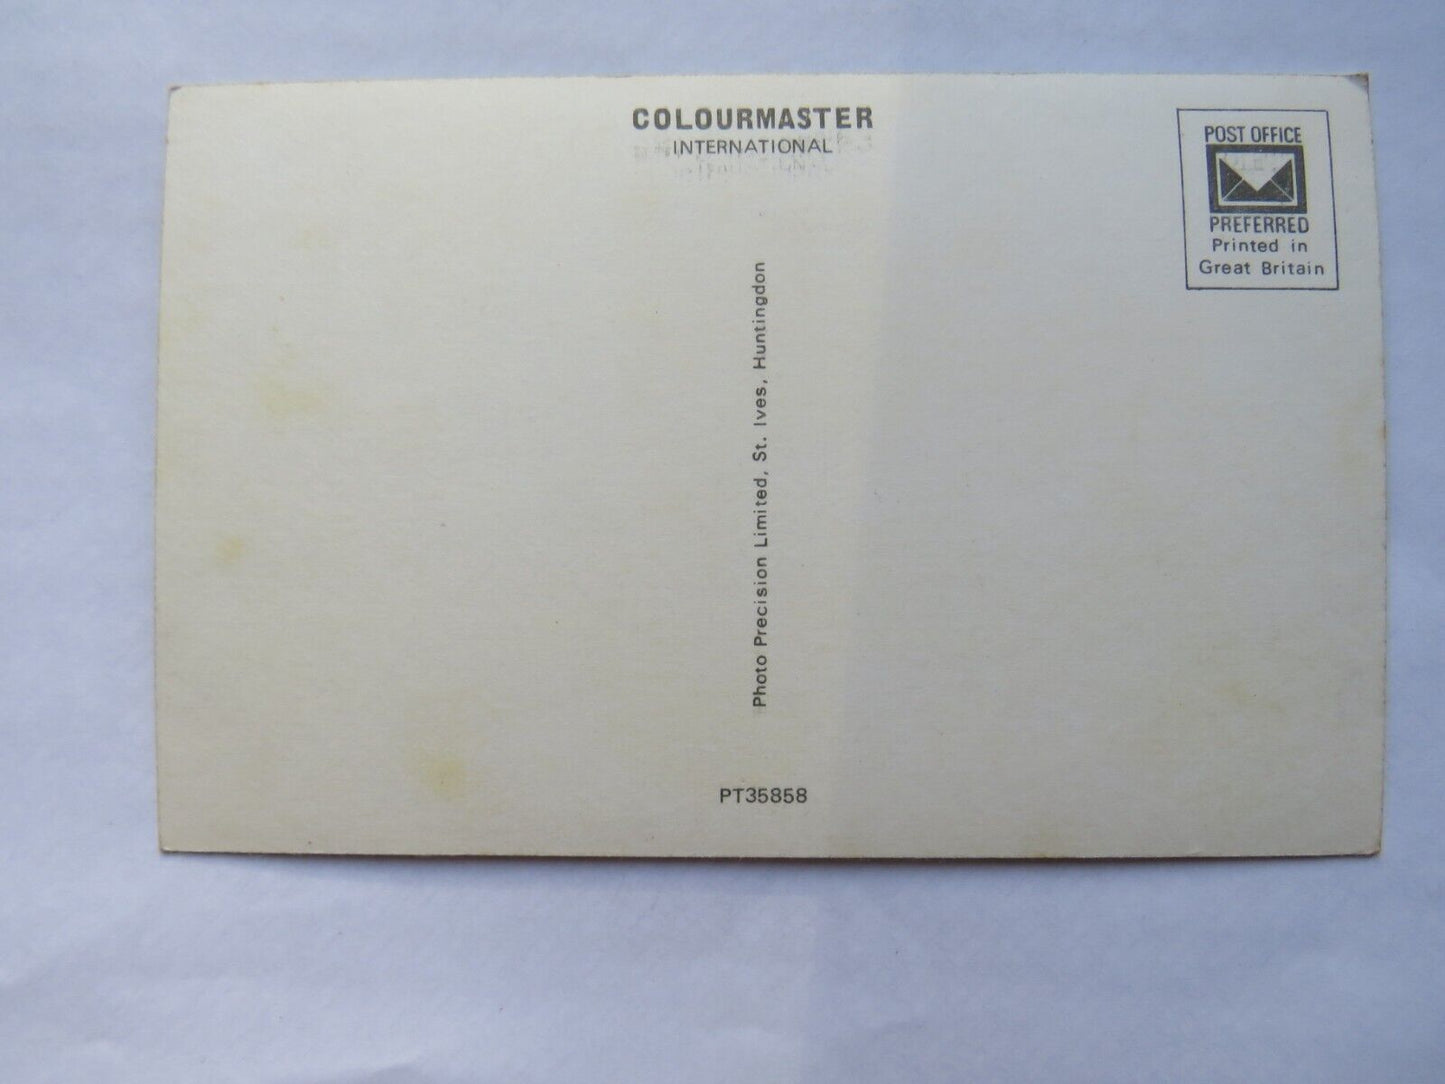 COLOURMASTER
INTERNATIONAL
POST OFFICE
PREFERRED
Printed in
Great Britain
Photo Precision Limited, St. Ives, Huntingdon
PT35858